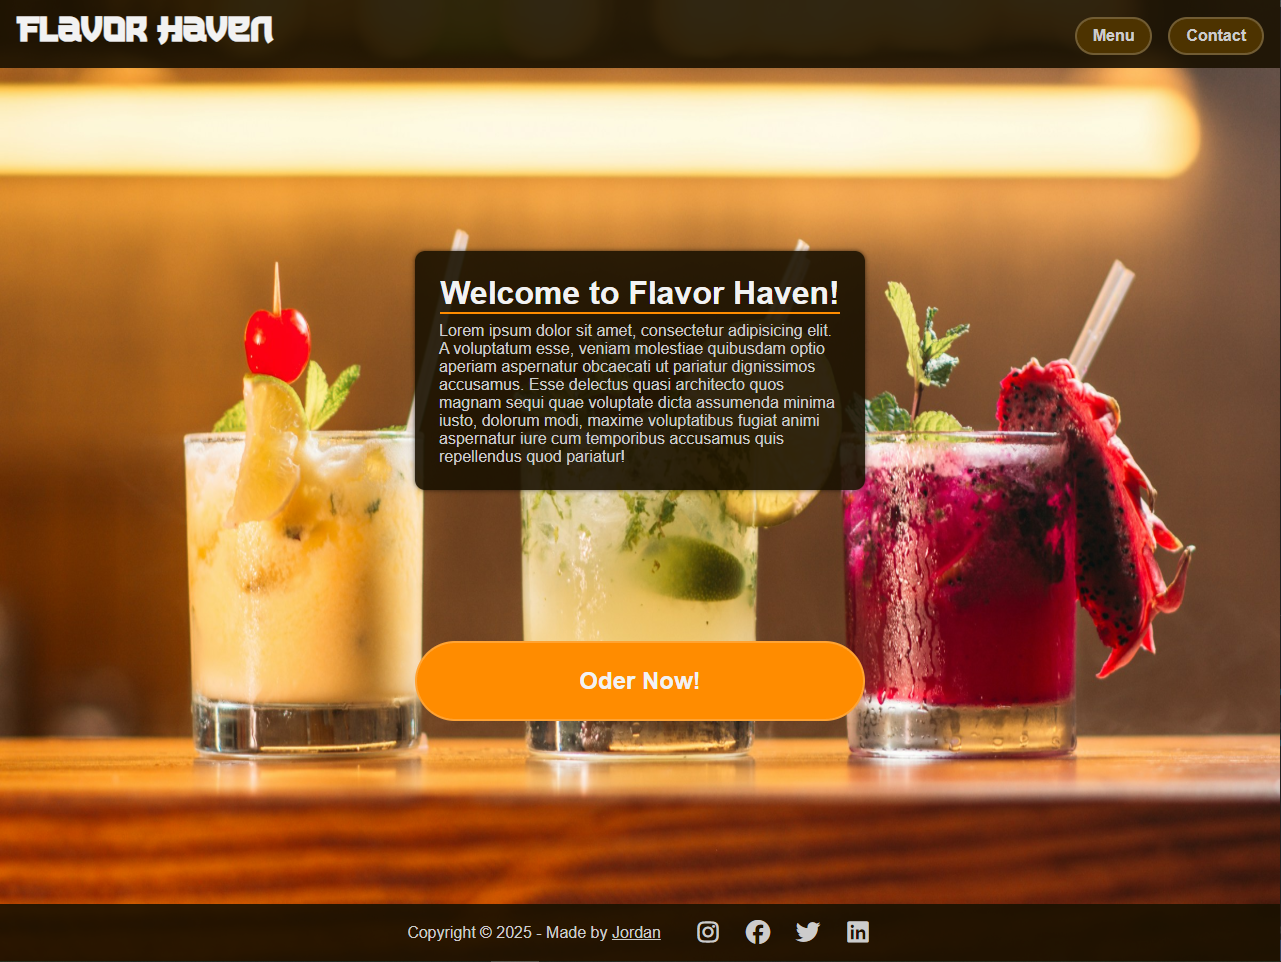 Flavor Haven
Menu
Contact
Welcome to Flavor Haven!
Lorem ipsum dolor sit amet, consectetur adipisicing elit.
A voluptatum esse, veniam molestiae quibusdam optio
aperiam aspernatur obcaecati ut pariatur dignissimos
accusamus. Esse delectus quasi architecto quos
magnam sequi quae voluptate dicta assumenda minima
iusto, dolorum modi, maxime voluptatibus fugiat animi
aspernatur iure cum temporibus accusamus quis
repellendus quod pariatur!
Oder Now!
Copyright © 2025 - Made by Jordan